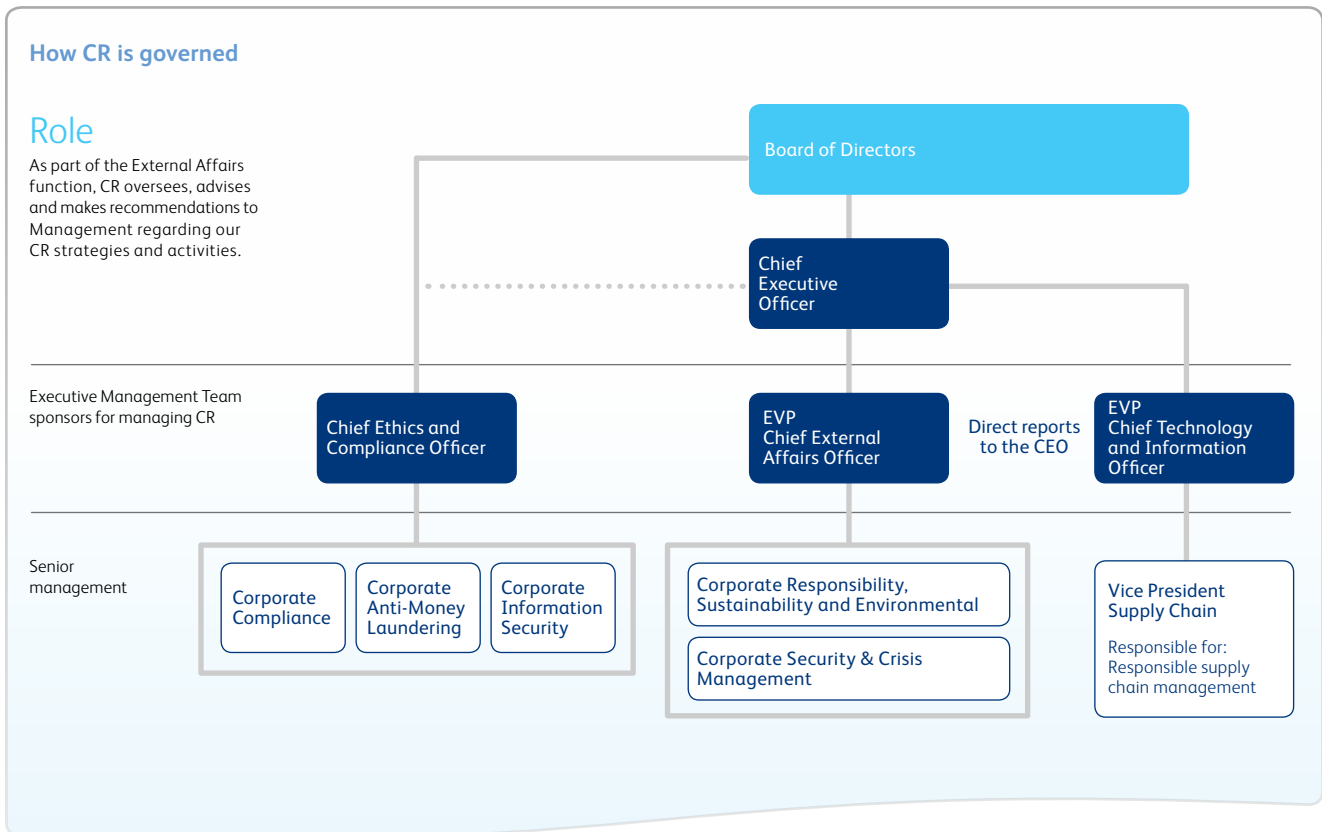 How CR is governed
Role
As part of the External Affairs
function, CR oversees, advises
and makes recommendations to
Management regarding our
CR strategies and activities.
Board of Directors
Chief
Executive
Officer
Executive Management Team
sponsors for managing CR
Chief Ethics and
Compliance Officer
EVP
Chief External
Affairs Officer
Direct reports
to the CEO
EVP
Chief Technology
and Information
Officer
Senior
management
Corporate
Compliance
Corporate
Anti-Money
Laundering
Corporate
Information
Security
Corporate Responsibility,
Sustainability and Environmental
Corporate Security & Crisis
Management
Vice President
Supply Chain
Responsible for:
Responsible supply
chain management